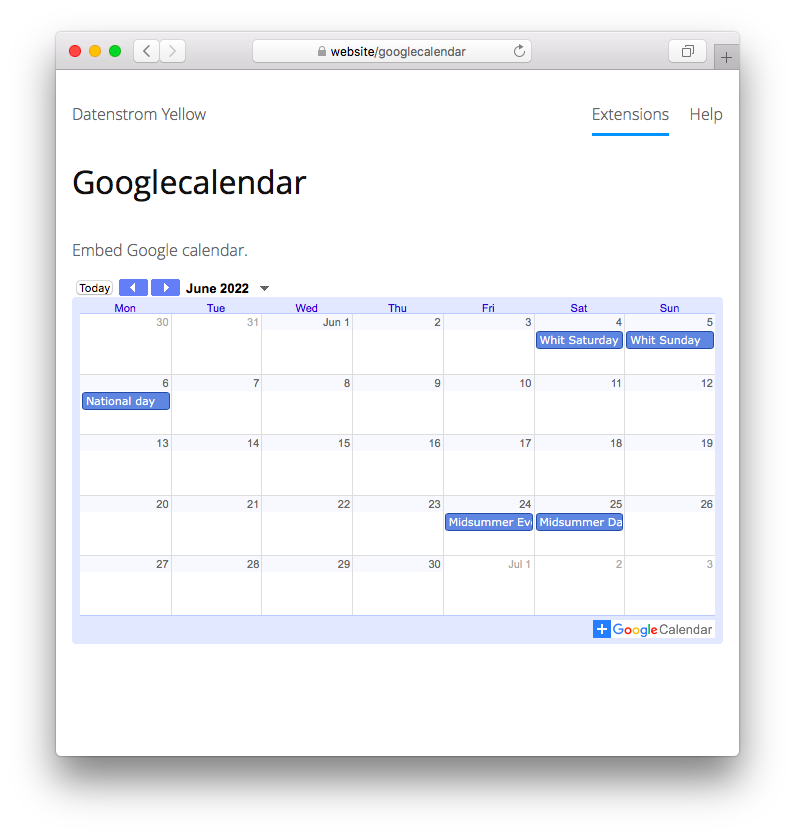 website/googlecalendar
Datenstrom Yellow Extensions Help
Googlecalendar
Embed Google calendar.
Today June 2022
Mon Tue Wed Thu Fri Sat Sun
30 31 Jun 1 2 3 4 5
Whit Saturday Whit Sunday
6 7 8 9 10 11 12
National day
13 14 15 16 17 18 19
20 21 22 23 24 25 26
Midsummer Ev Midsummer Da
27 28 29 30 Jul 1 2 3
Google Calendar